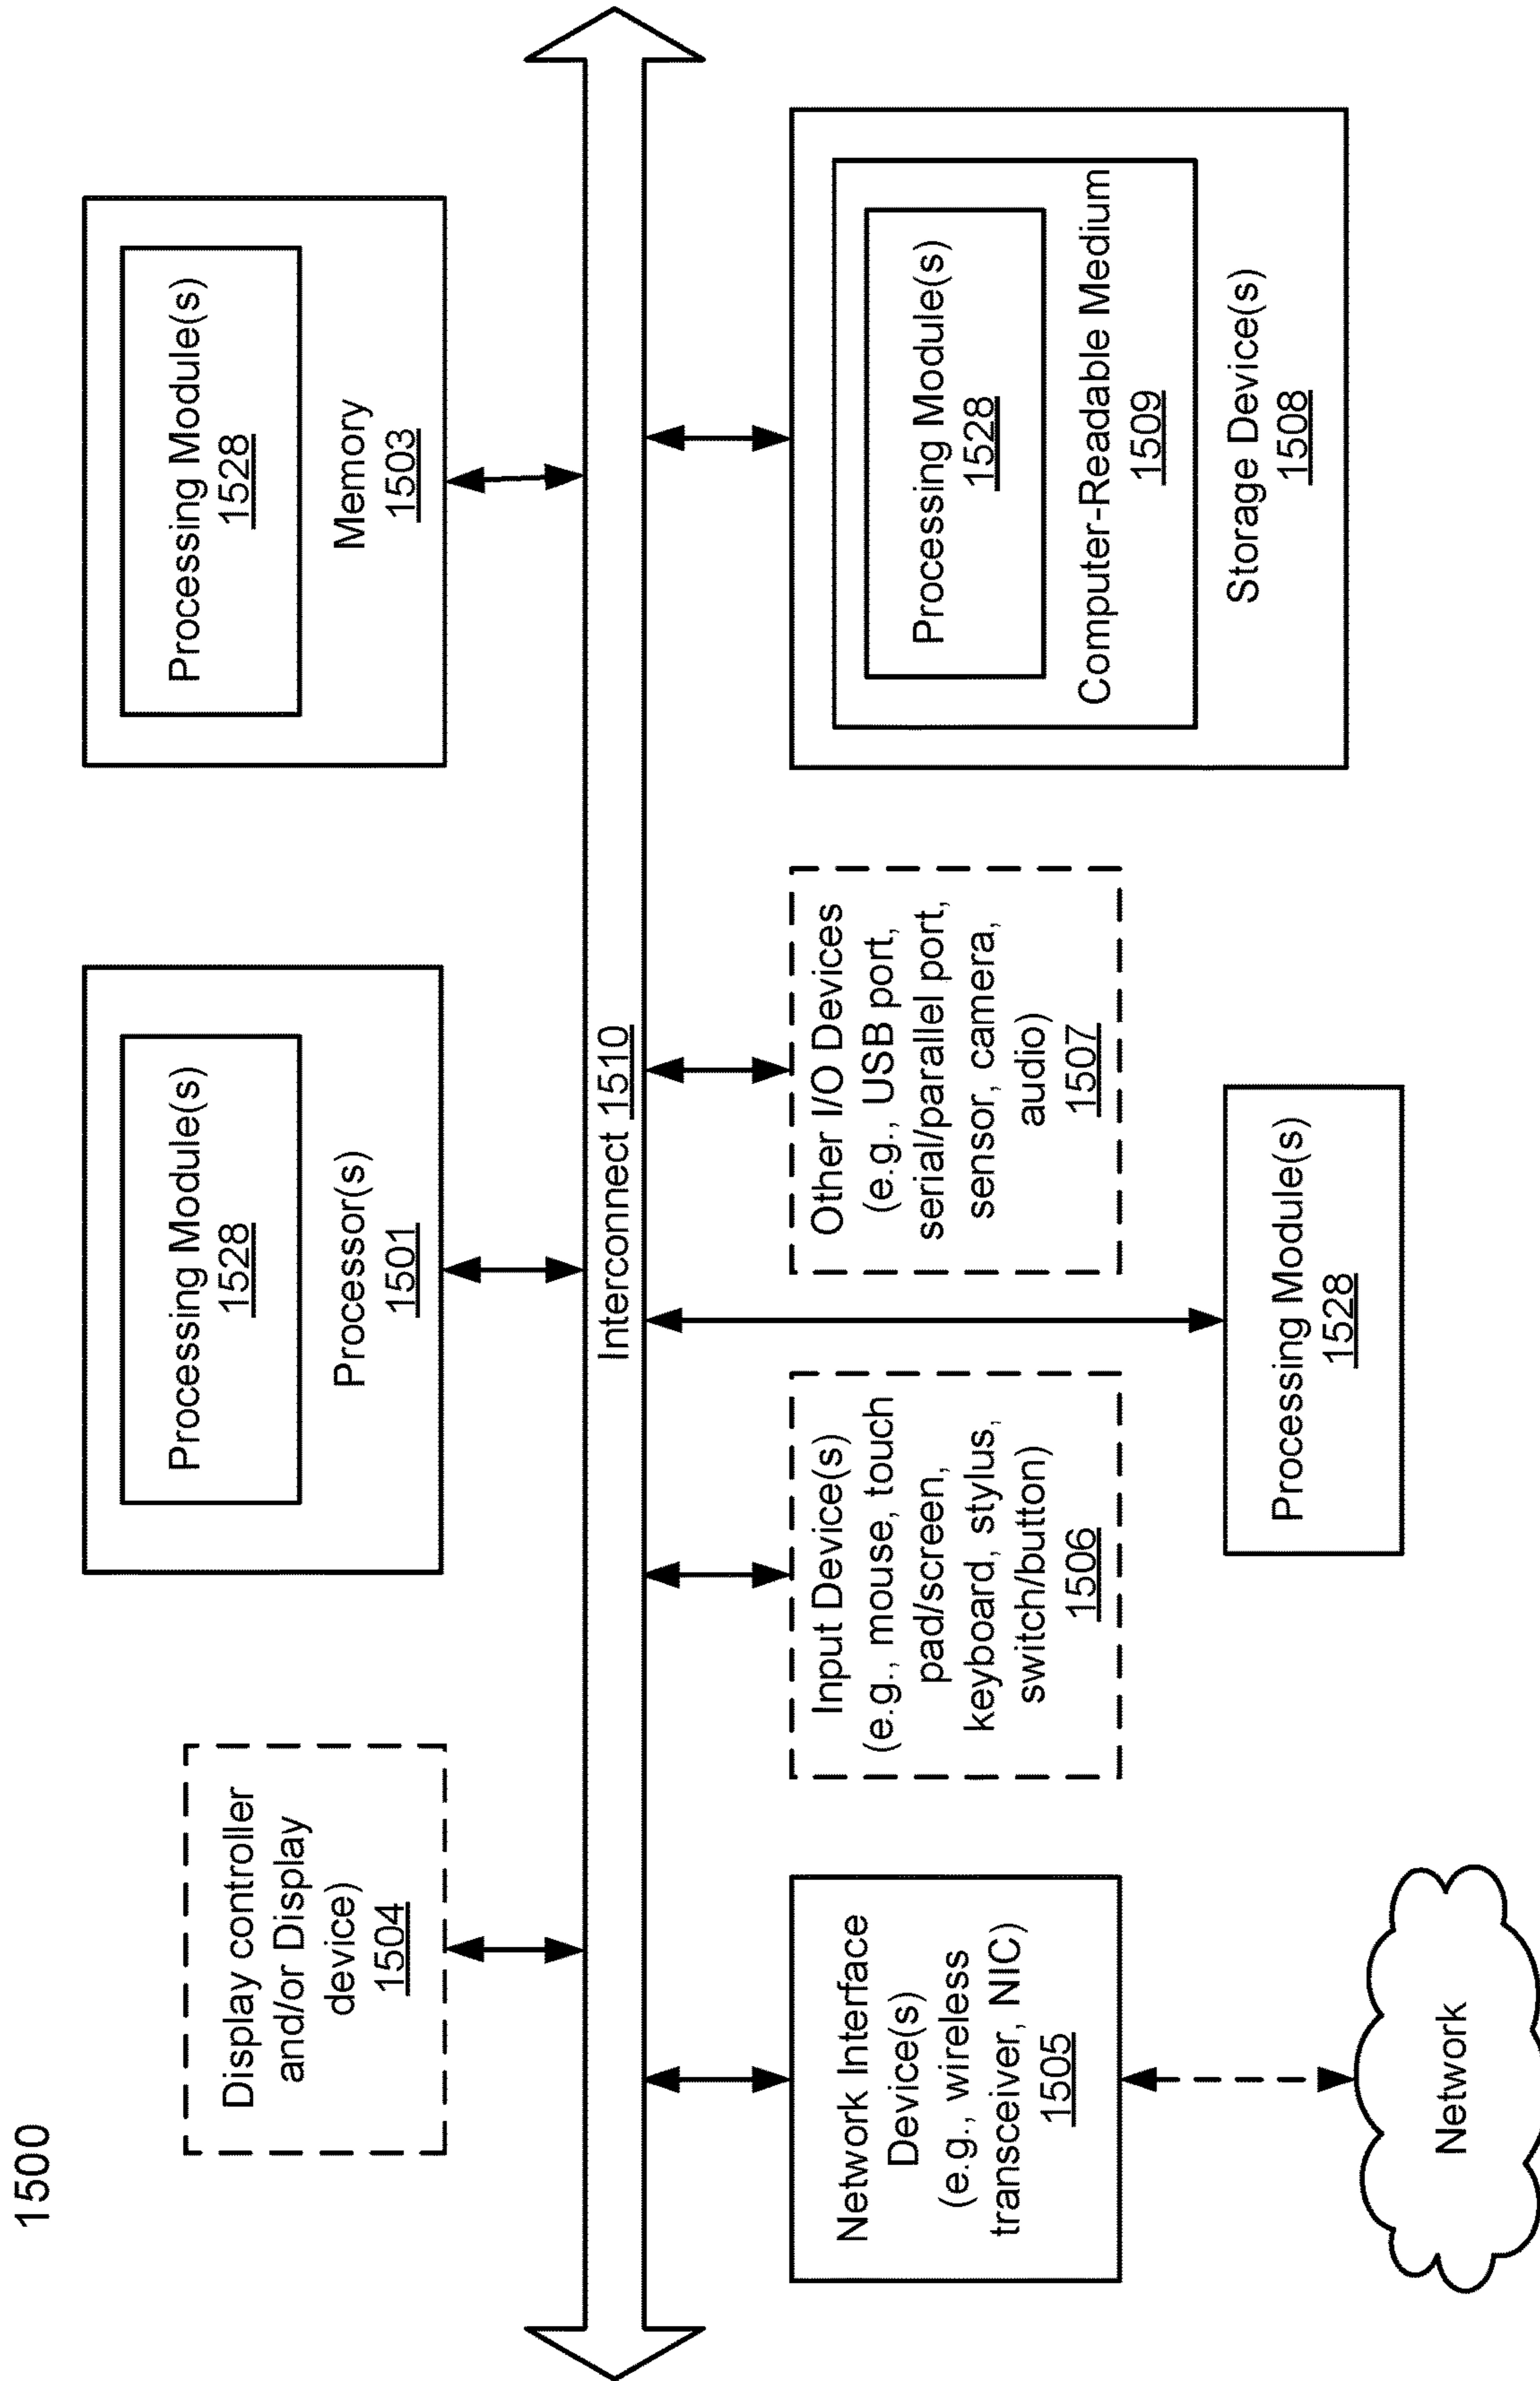 1500
Display controller
and/or Display
device)
1504
Processing Module(s)
1528
Processor(s)
1501
Processing Module(s)
1528
Memory
1503
Interconnect 1510
Network Interface
Device(s)
(e.g., wireless
transceiver, NIC)
1505
Input Device(s)
(e.g., mouse, touch
pad/screen,
keyboard, stylus,
switch/button)
1506
Other I/O Devices
(e.g., USB port,
serial/parallel port,
sensor, camera,
audio)
1507
Processing Module(s)
1528
Computer-Readable Medium
1509
Storage Device(s)
1508
Processing Module(s)
1528
Network